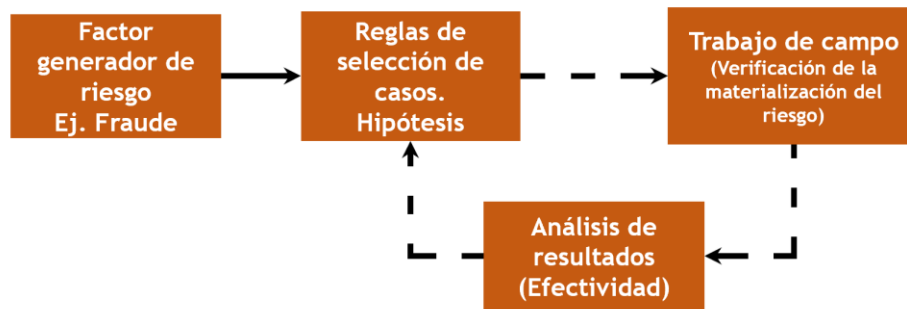 Factor
generador de
riesgo
Ej. Fraude
Reglas de
selección de
casos.
Hipótesis
Trabajo de campo
(Verificación de la
materialización del
riesgo)
Análisis de
resultados
(Efectividad)